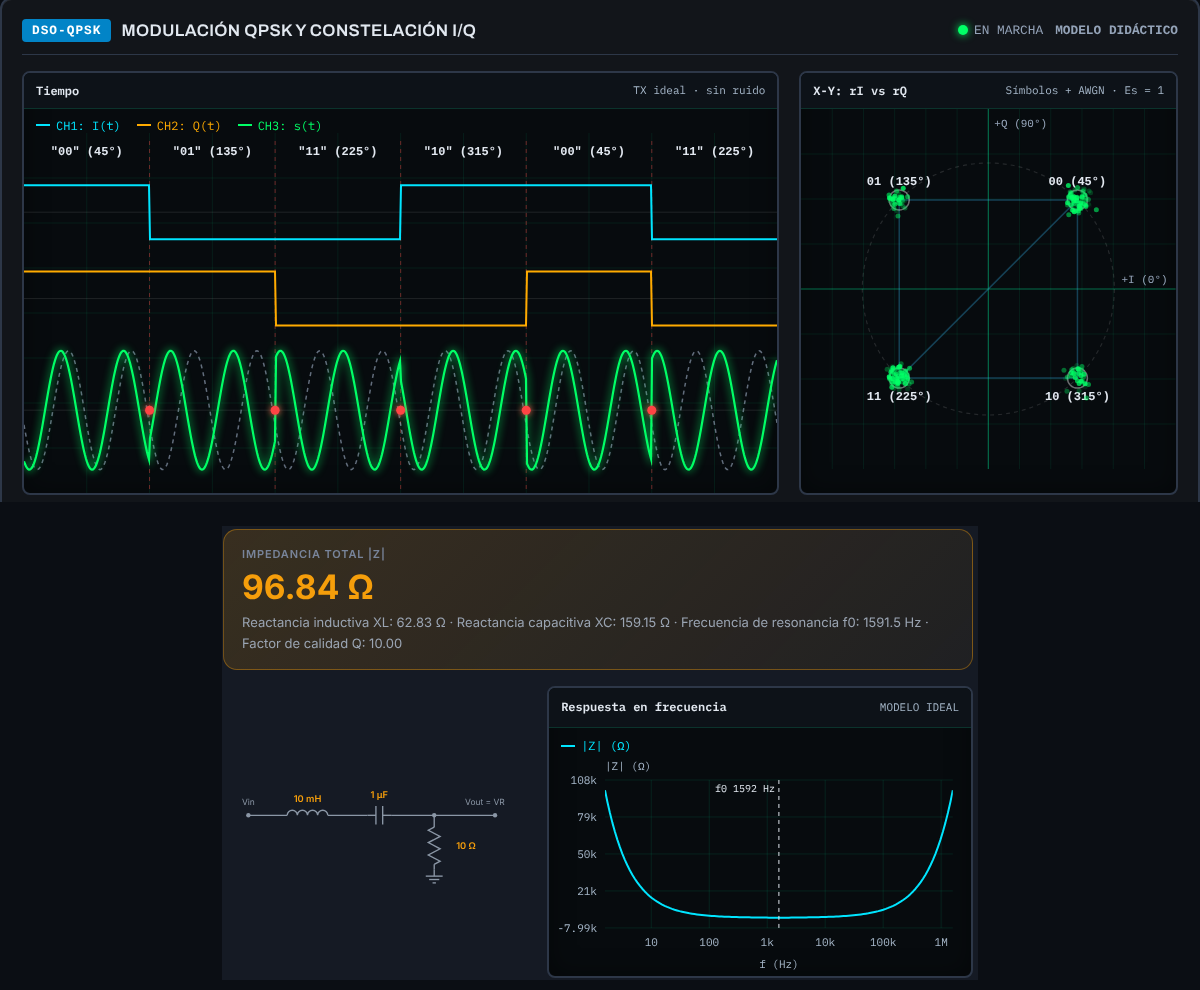 DSO-QPSK MODULACIÓN QPSK Y CONSTELACIÓN I/Q
EN MARCHA MODELO DIDÁCTICO
Tiempo
TX ideal · sin ruido
CH1: I(t) CH2: Q(t) CH3: s(t)
"00" (45°) "01" (135°) "11" (225°) "10" (315°) "00" (45°) "11" (225°)
X-Y: rI vs rQ
Símbolos + AWGN · Es = 1
+Q (90°)
01 (135°) 00 (45°)
+I (0°)
11 (225°) 10 (315°)
IMPEDANCIA TOTAL |Z|
96.84 Ω
Reactancia inductiva XL: 62.83 Ω · Reactancia capacitiva XC: 159.15 Ω · Frecuencia de resonancia f0: 1591.5 Hz ·
Factor de calidad Q: 10.00
Vin
10 mH
1 µF
Vout = VR
10 Ω
Respuesta en frecuencia
MODELO IDEAL
|Z| (Ω)
|Z| (Ω)
108k
f0 1592 Hz
79k
50k
21k
-7.99k
10 100 1k 10k 100k 1M
f (Hz)